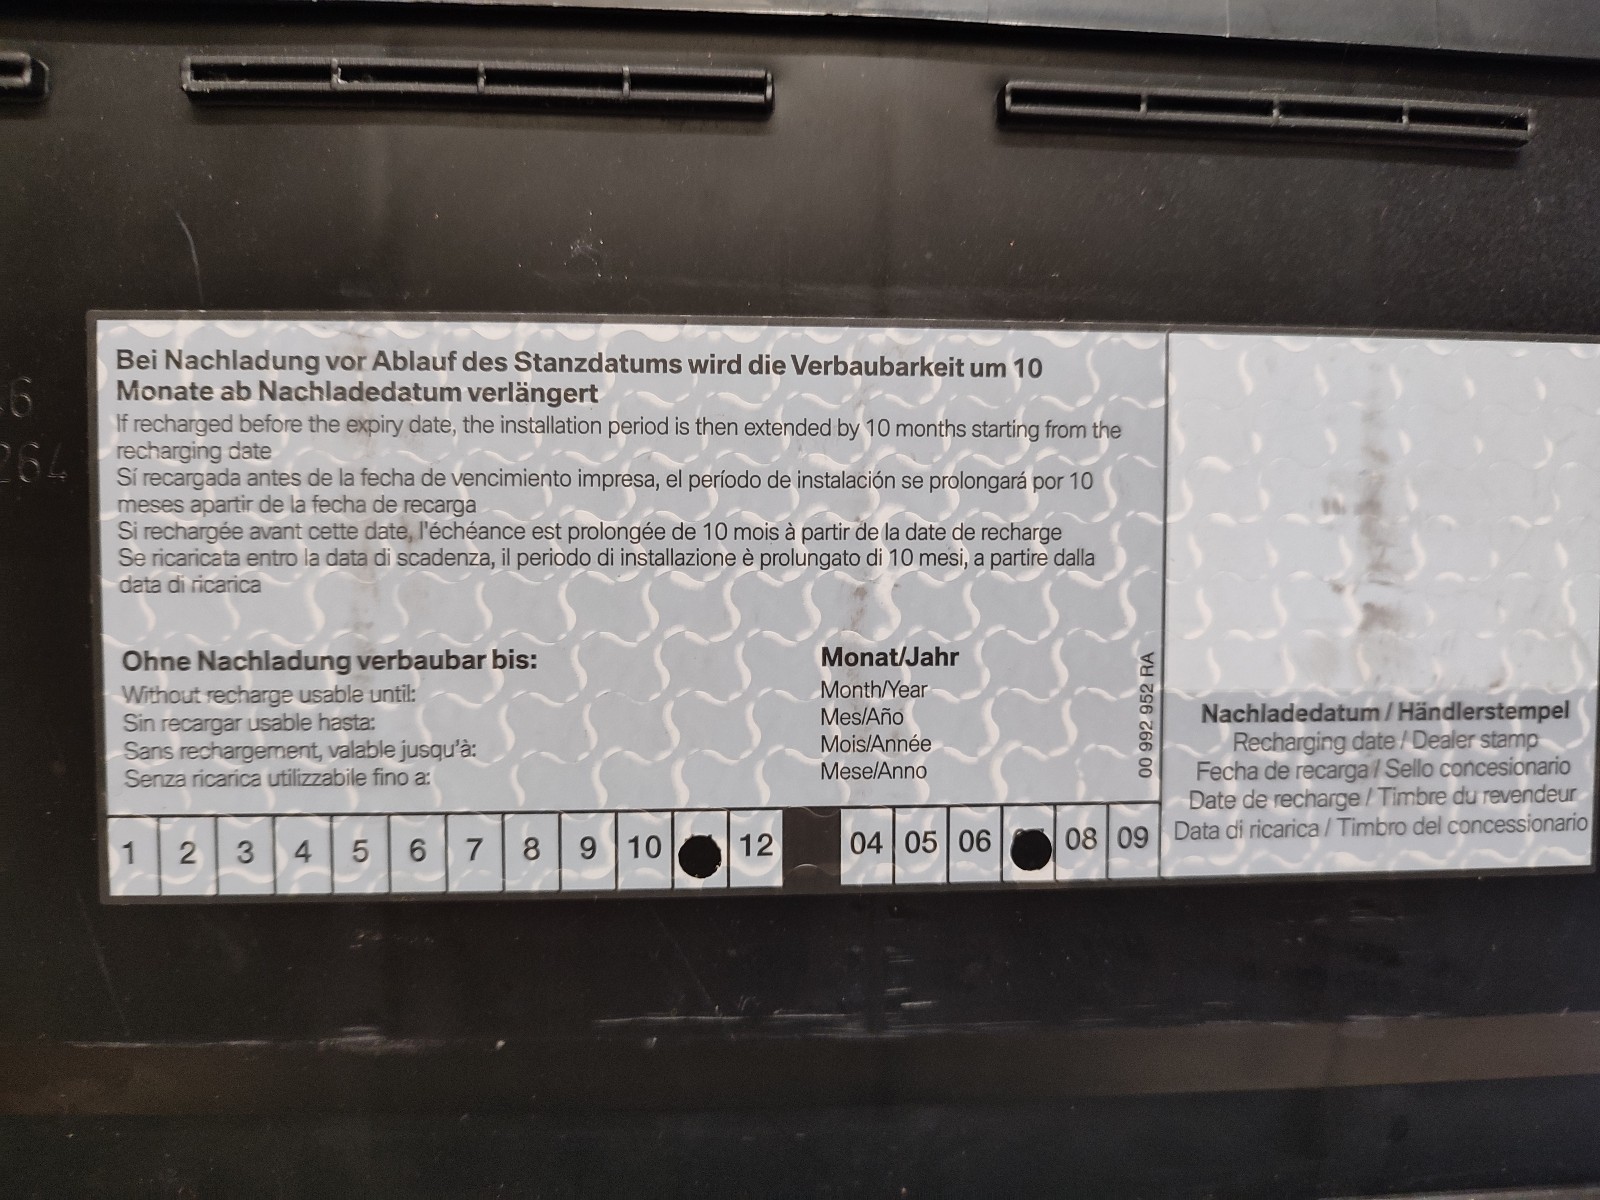 Bei Nachladung vor Ablauf des Stanzdatums wird die Verbaubarkeit um 10
Monate ab Nachladedatum verlängert
If recharged before the expiry date, the installation period is then extended by 10 months starting from the
recharging date
Sí recargada antes de la fecha de vencimiento impresa, el período de instalación se prolongará por 10
meses apartir de la fecha de recarga
Si rechargée avant cette date, l'échéance est prolongée de 10 mois à partir de la date de recharge
Se ricaricata entro la data di scadenza, il periodo di installazione è prolungato di 10 mesi, a partire dalla
data di ricarica
Ohne Nachladung verbaubar bis:
Without recharge usable until:
Sin recargar usable hasta:
Sans rechargement, valable jusqu'à:
Senza ricarica utilizzabile fino a:
Monat/Jahr
Month/Year
Mes/Año
Mois/Année
Mese/Anno
00 992 952 RA
1 2 3 4 5 6 7 8 9 10 12
04 05 06 08 09
Nachladedatum / Händlerstempel
Recharging date / Dealer stamp
Fecha de recarga / Sello concesionario
Date de recharge / Timbre du revendeur
Data di ricarica / Timbro del concessionario